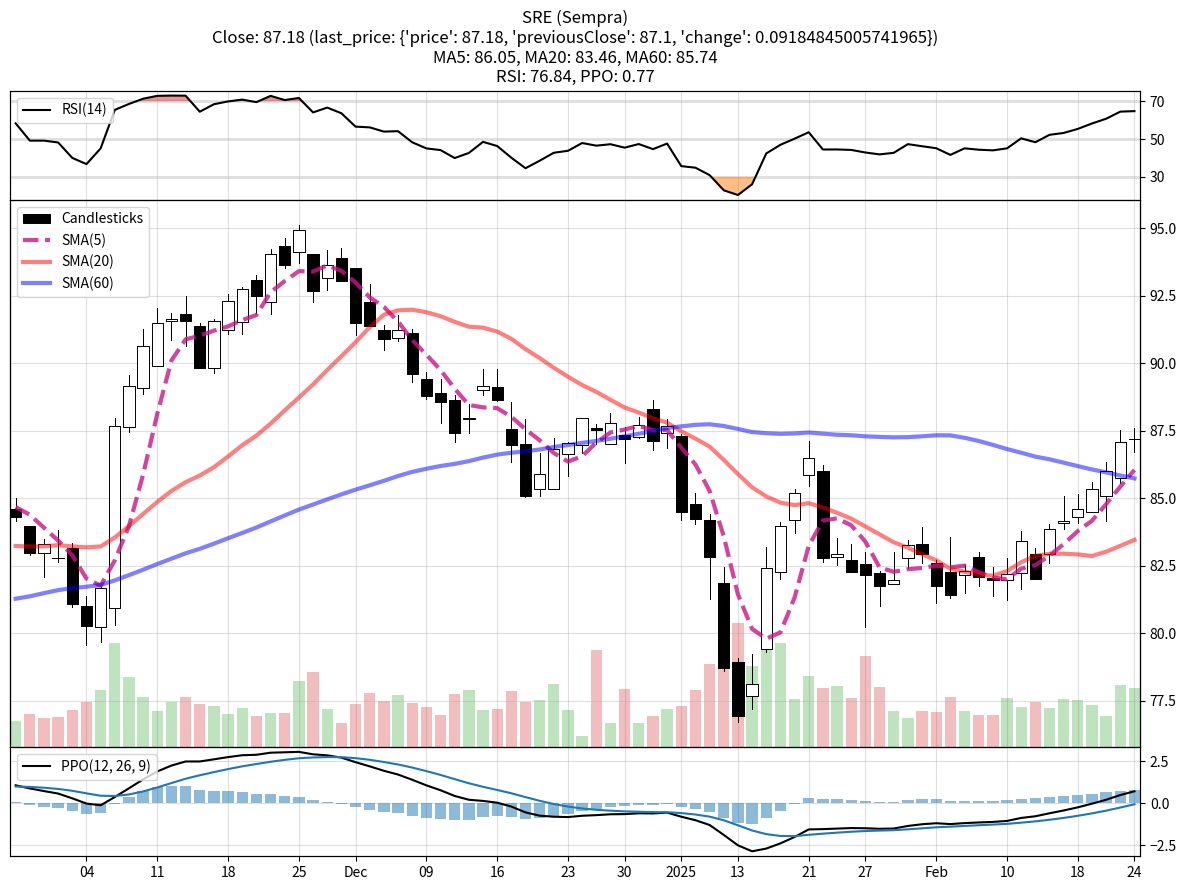 SRE (Sempra)
Close: 87.18 (last_price: {'price': 87.18, 'previousClose': 87.1, 'change': 0.09184845005741965})
MA5: 86.05, MA20: 83.46, MA60: 85.74
RSI: 76.84, PPO: 0.77
RSI(14)
70
50
30
Candlesticks
SMA(5)
SMA(20)
SMA(60)
95.0
92.5
90.0
87.5
85.0
82.5
80.0
77.5
PPO(12, 26, 9)
2.5
0.0
−2.5
04 11 18 25 Dec 09 16 23 30 2025 13 21 27 Feb 10 18 24